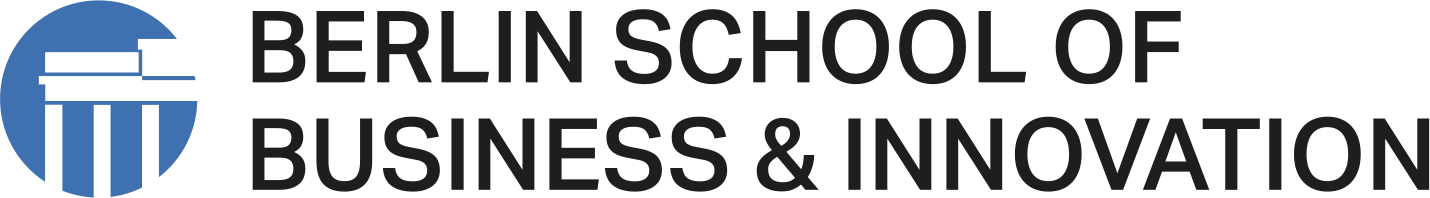 BERLIN SCHOOL OF
BUSINESS & INNOVATION